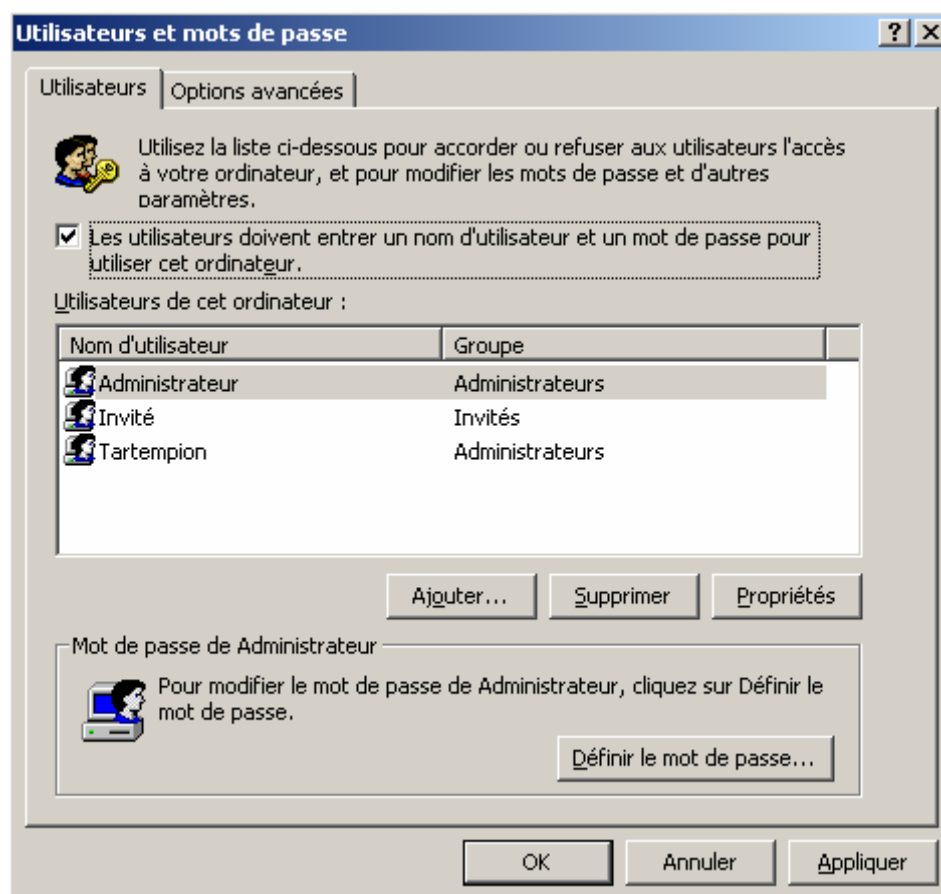 Utilisateurs et mots de passe
Utilisateurs
Options avancées
Utilisez la liste ci-dessous pour accorder ou refuser aux utilisateurs l'accès
à votre ordinateur, et pour modifier les mots de passe et d'autres
paramètres.
Les utilisateurs doivent entrer un nom d'utilisateur et un mot de passe pour
utiliser cet ordinateur.
Utilisateurs de cet ordinateur :
Nom d'utilisateur Groupe
Administrateur Administrateurs
Invité Invités
Tartempion Administrateurs
Ajouter... Supprimer Propriétés
Mot de passe de Administrateur
Pour modifier le mot de passe de Administrateur, cliquez sur Définir le
mot de passe.
Définir le mot de passe...
OK Annuler Appliquer